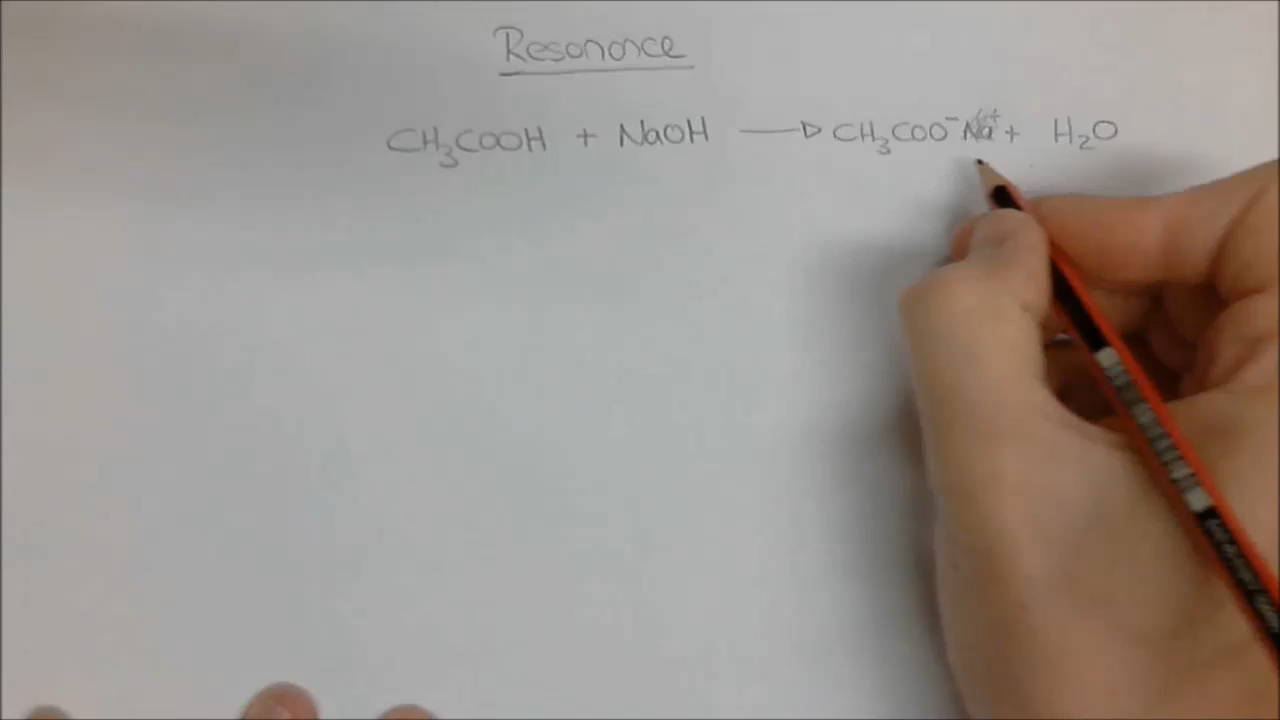 Resonance
CH₃COOH + NaOH → CH₃COO⁻Na⁺ + H₂O